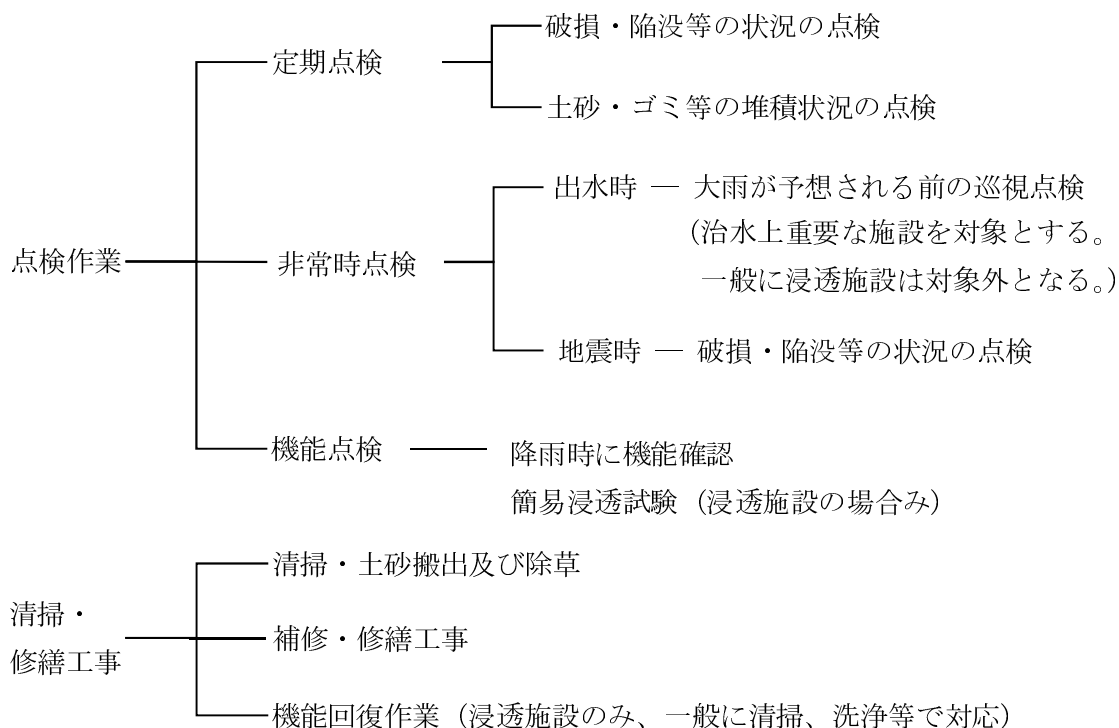 点検作業
定期点検
破損・陥没等の状況の点検
土砂・ゴミ等の堆積状況の点検
非常時点検
出水時 ― 大雨が予想される前の巡視点検
(治水上重要な施設を対象とする。
一般に浸透施設は対象外となる。)
地震時 ― 破損・陥没等の状況の点検
機能点検
降雨時に機能確認
簡易浸透試験(浸透施設の場合み)
清掃・
修繕工事
清掃・土砂搬出及び除草
補修・修繕工事
機能回復作業(浸透施設のみ、一般に清掃、洗浄等で対応)